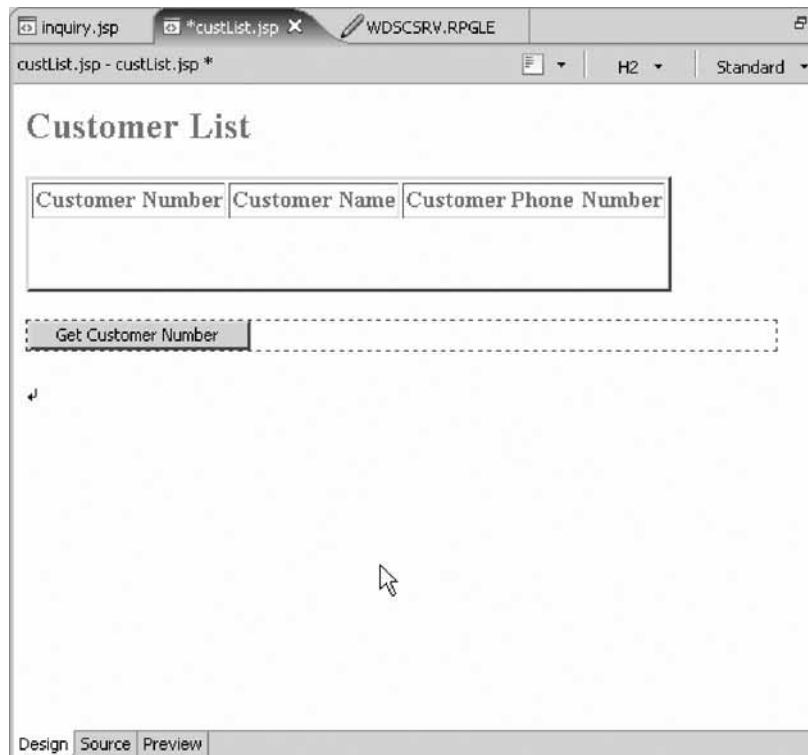 inquiry.jsp *custList.jsp WDSCSRV.RPGLE
custList.jsp - custList.jsp * H2 Standard
Customer List
Customer Number Customer Name Customer Phone Number
Get Customer Number
Design Source Preview